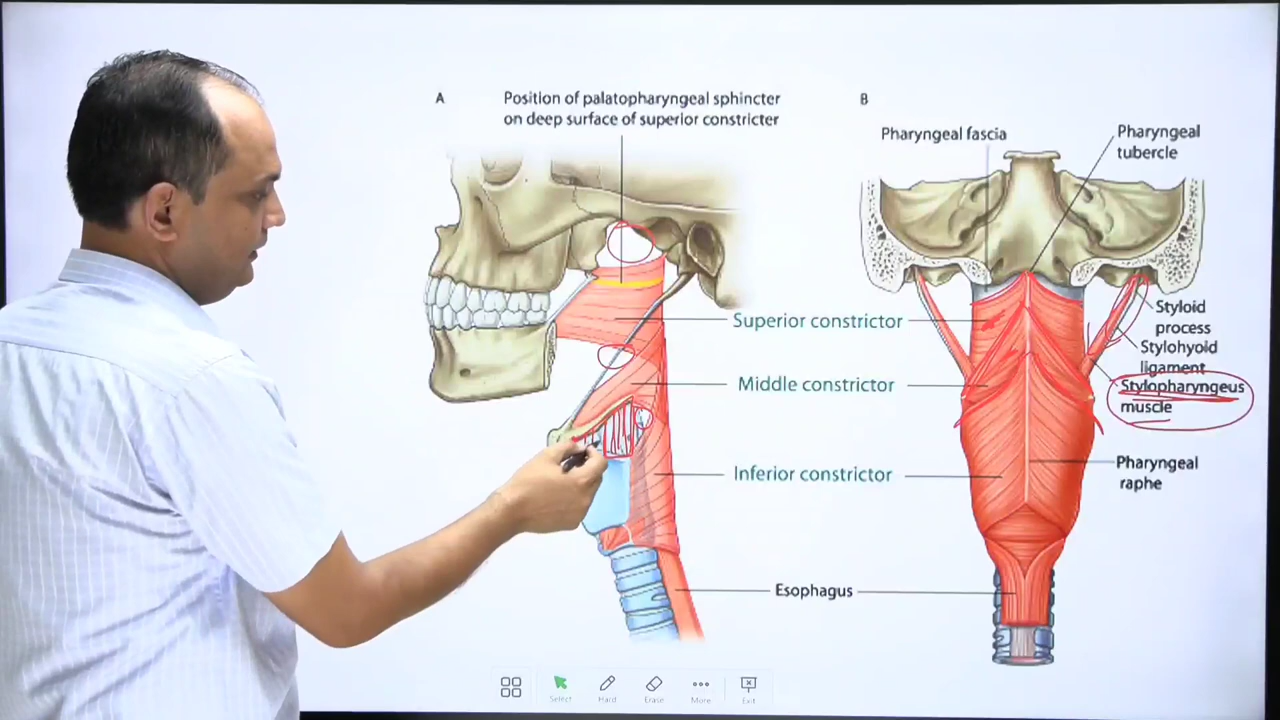 A
Position of palatopharyngeal sphincter
on deep surface of superior constricter
B
Pharyngeal fascia
Pharyngeal
tubercle
Superior constrictor
Styloid
process
Stylohyoid
ligament
Middle constrictor
Stylopharyngeus
muscle
Inferior constrictor
Pharyngeal
raphe
Esophagus
Select
Hard
Erase
More
Exit